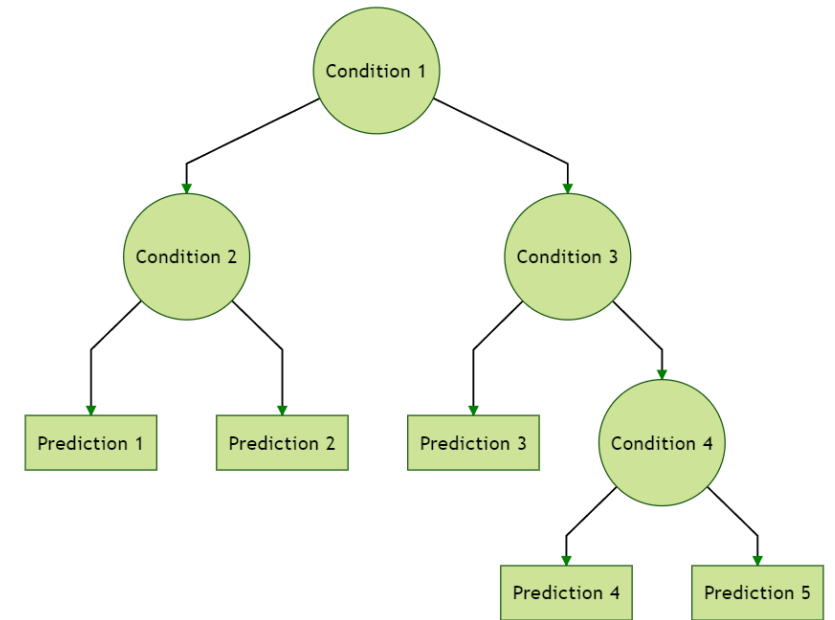 Condition 1
Condition 2
Condition 3
Prediction 1
Prediction 2
Prediction 3
Condition 4
Prediction 4
Prediction 5